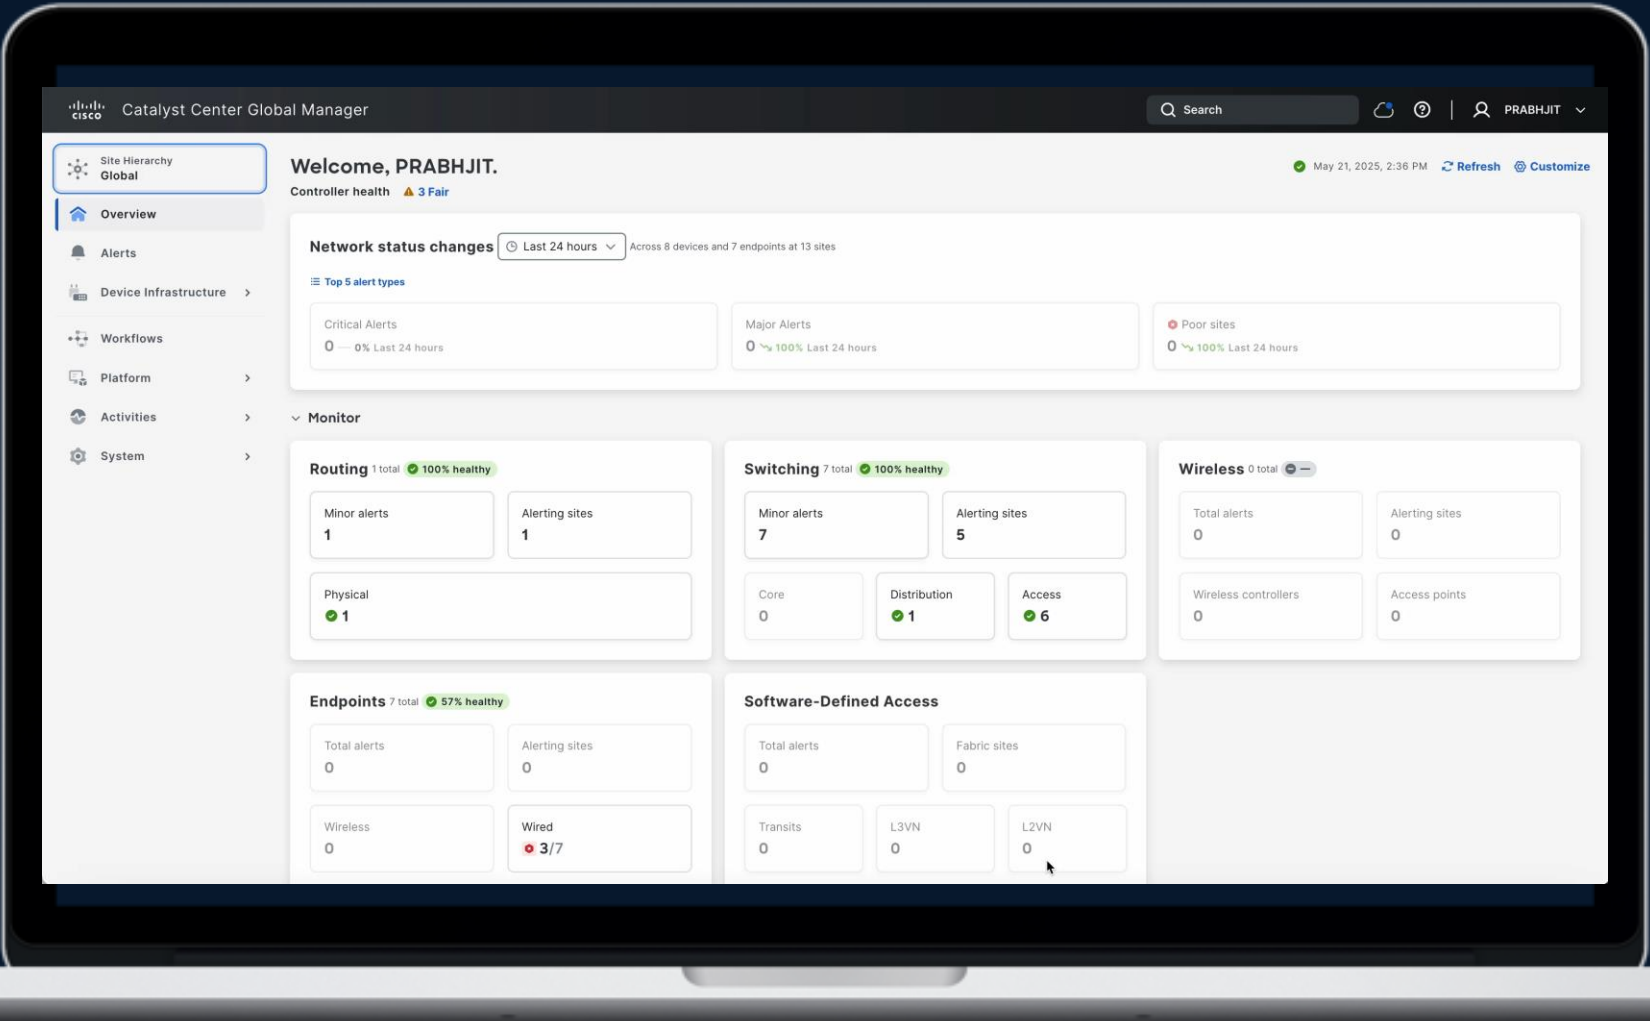 CISCO
Catalyst Center Global Manager
Search
PRABHJIT
Site Hierarchy
Global
Overview
Alerts
Device Infrastructure
Workflows
Platform
Activities
System
Welcome, PRABHJIT.
May 21, 2025, 2:36 PM Refresh Customize
Controller health 3 Fair
Network status changes Last 24 hours Across 8 devices and 7 endpoints at 13 sites
Top 5 alert types
Critical Alerts
0 — 0% Last 24 hours
Major Alerts
0 100% Last 24 hours
Poor sites
0 100% Last 24 hours
Monitor
Routing 1 total 100% healthy
Minor alerts
1
Alerting sites
1
Physical
1
Switching 7 total 100% healthy
Minor alerts
7
Alerting sites
5
Core
0
Distribution
1
Access
6
Wireless 0 total —
Total alerts
0
Alerting sites
0
Wireless controllers
0
Access points
0
Endpoints 7 total 57% healthy
Total alerts
0
Alerting sites
0
Wireless
0
Wired
3/7
Software-Defined Access
Total alerts
0
Fabric sites
0
Transits
0
L3VN
0
L2VN
0